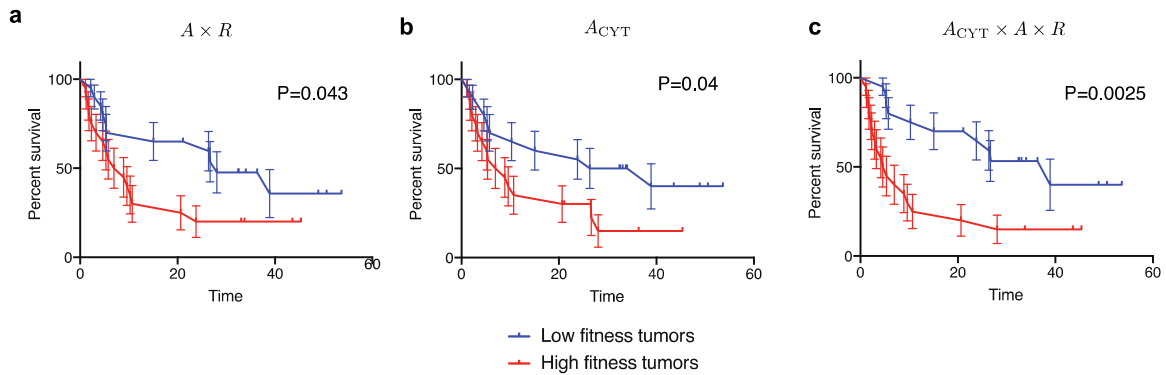 a
A × R
100
50
0
0
20
40
60
Percent survival
Time
P=0.043
b
A_CYT
100
50
0
0
20
40
60
Percent survival
Time
P=0.04
c
A_CYT × A × R
100
50
0
0
20
40
60
Percent survival
Time
P=0.0025
Low fitness tumors
High fitness tumors